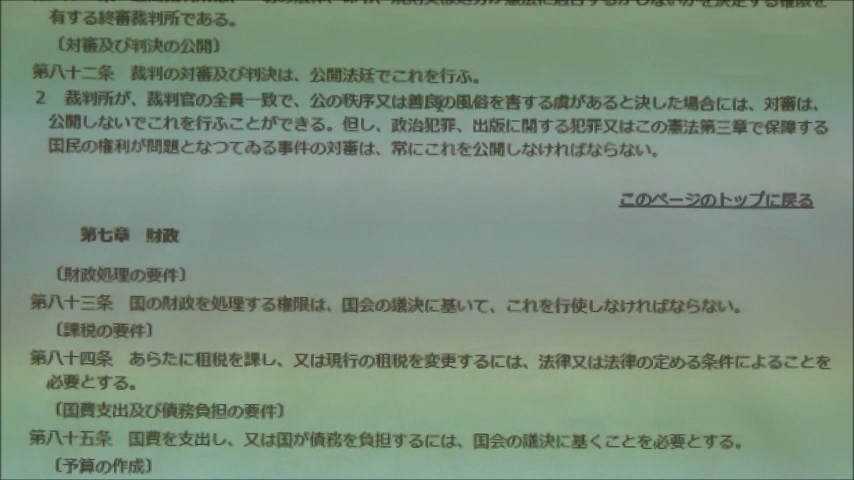 有する終審裁判所である。
〔対審及び判決の公開〕
第八十二条 裁判の対審及び判決は、公開法廷でこれを行ふ。
2 裁判所が、裁判官の全員一致で、公の秩序又は善良の風俗を害する虞があると決した場合には、対審は、
公開しないでこれを行ふことができる。但し、政治犯罪、出版に関する犯罪又はこの憲法第三章で保障する
国民の権利が問題となつてゐる事件の対審は、常にこれを公開しなければならない。
このページのトップに戻る
第七章 財政
〔財政処理の要件〕
第八十三条 国の財政を処理する権限は、国会の議決に基いて、これを行使しなければならない。
〔課税の要件〕
第八十四条 あらたに租税を課し、又は現行の租税を変更するには、法律又は法律の定める条件によることを
必要とする。
〔国費支出及び債務負担の要件〕
第八十五条 国費を支出し、又は国が債務を負担するには、国会の議決に基くことを必要とする。
〔予算の作成〕